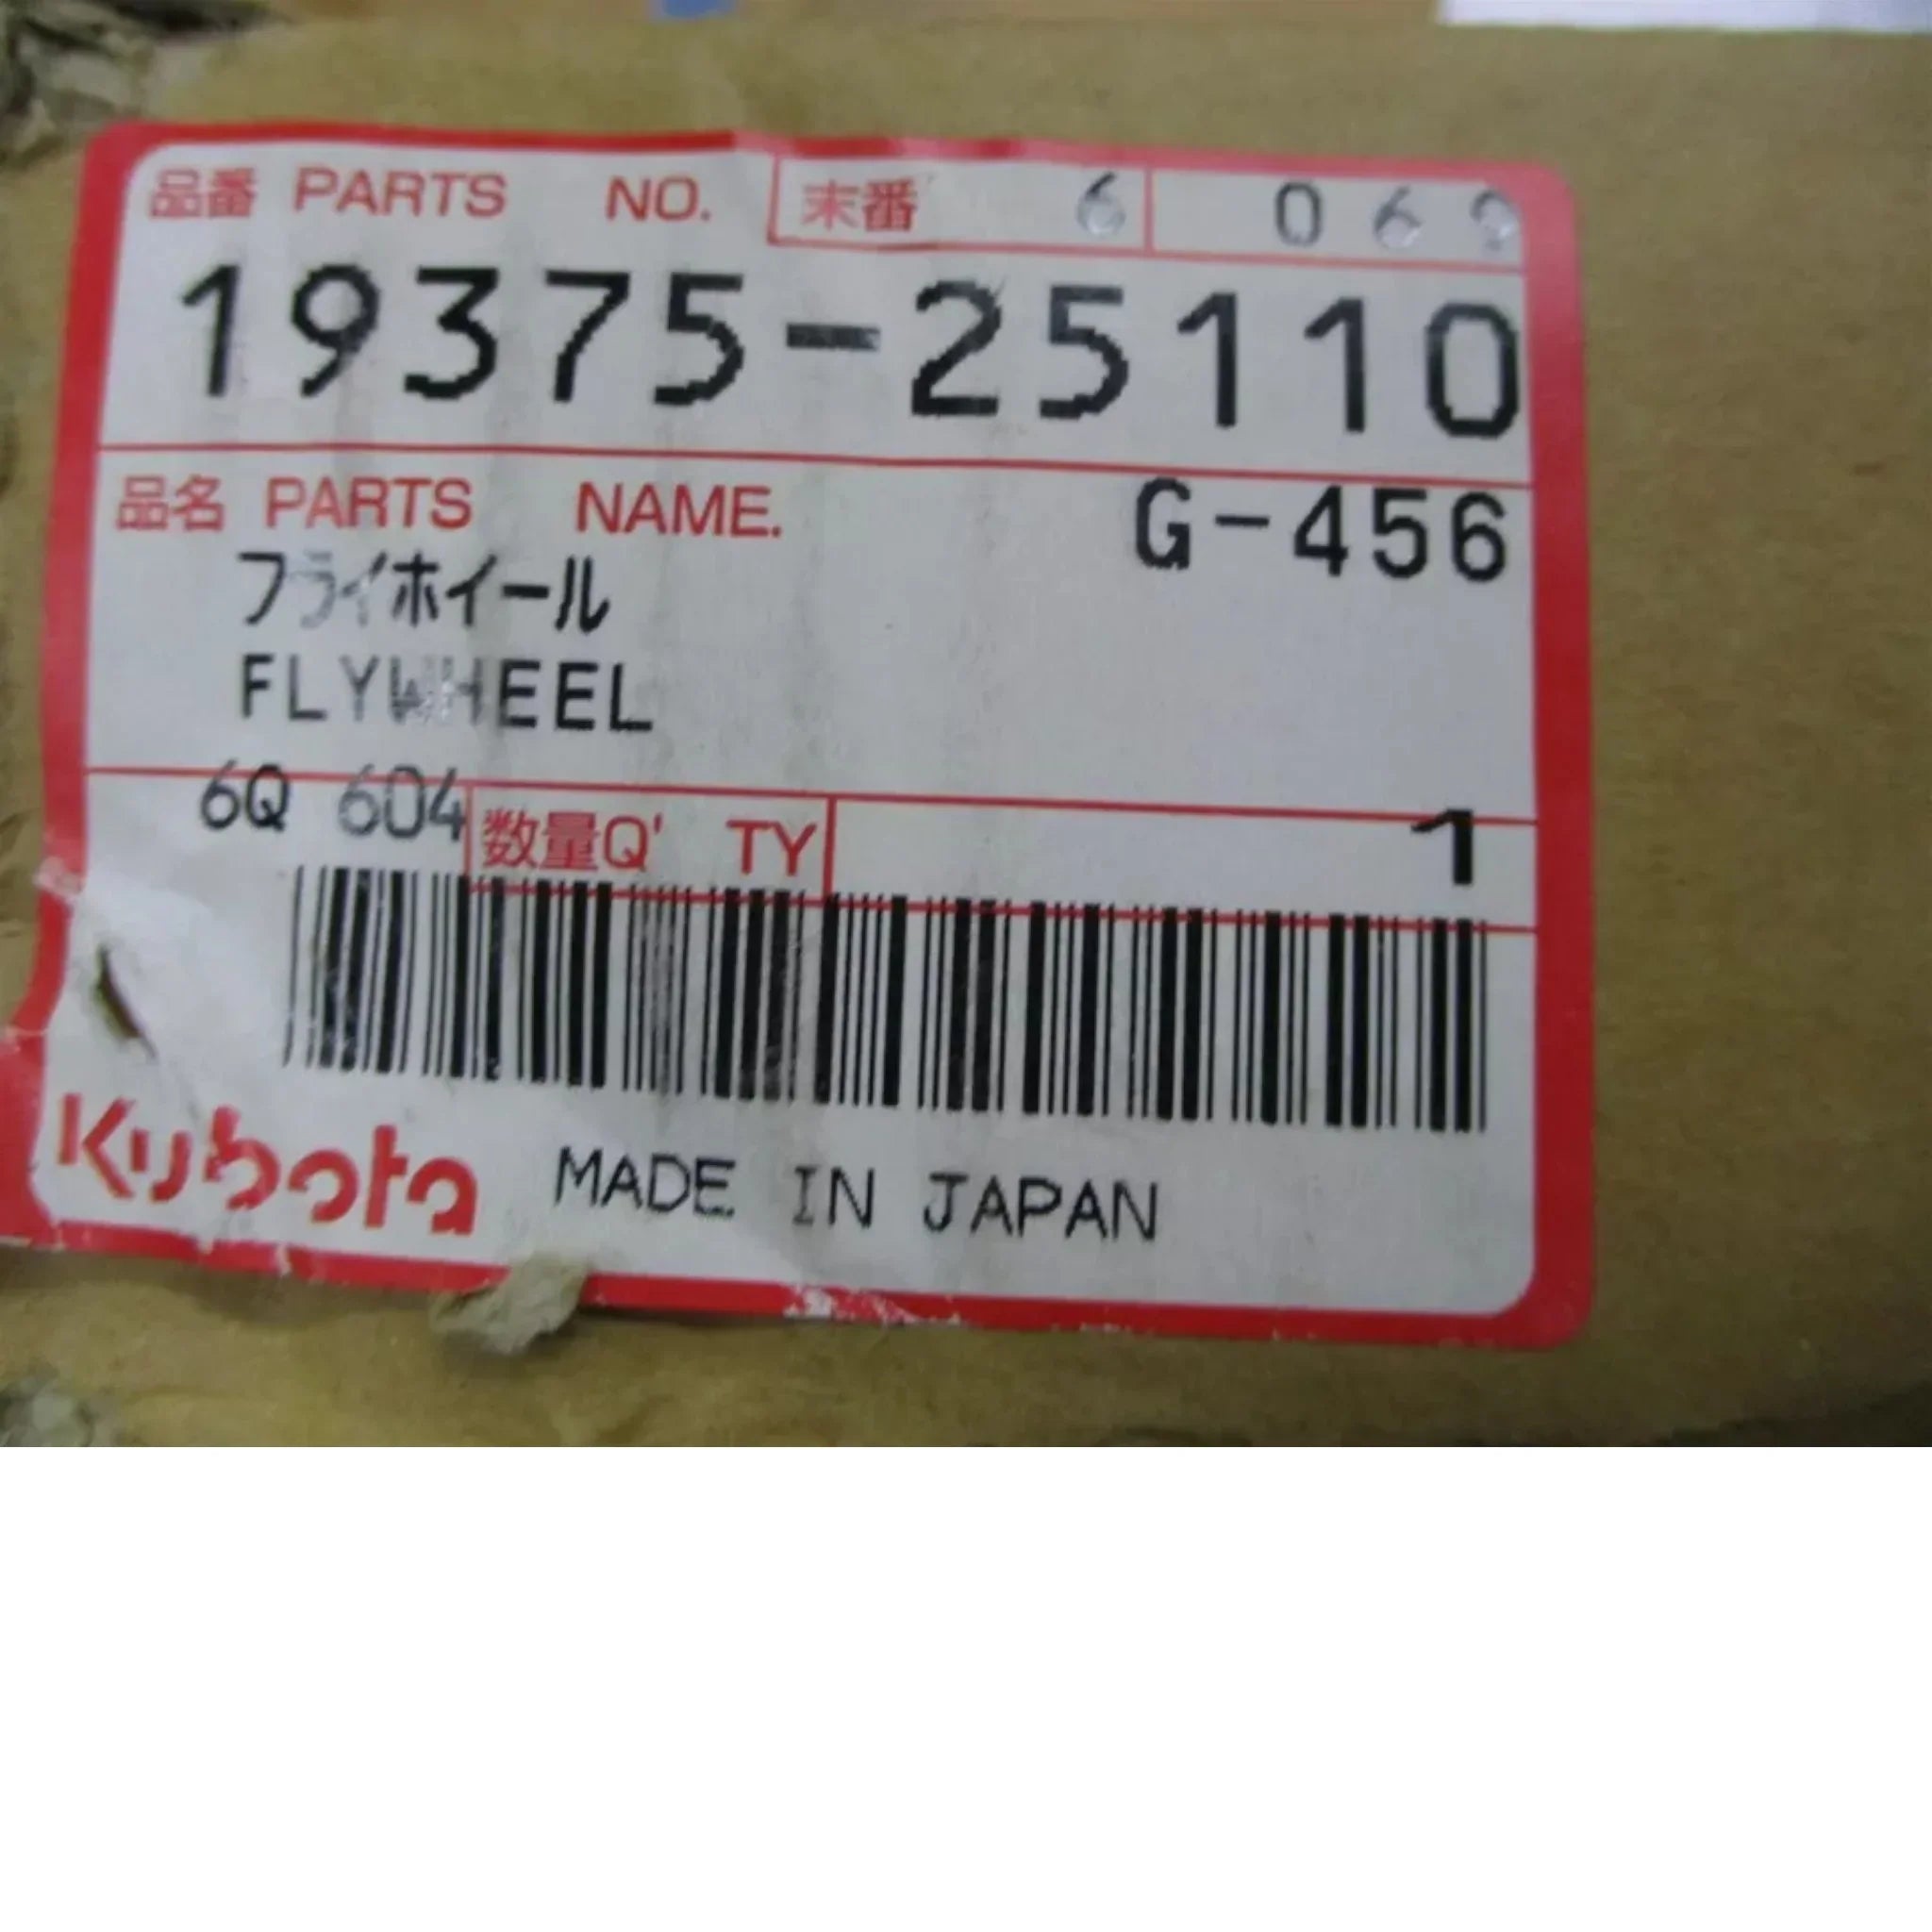 品番 PARTS NO. 末番 6 069
19375-25110
品名 PARTS NAME. G-456
フライホイール
FLYWHEEL
6Q 604 数量Q'TY 1
Kubota MADE IN JAPAN